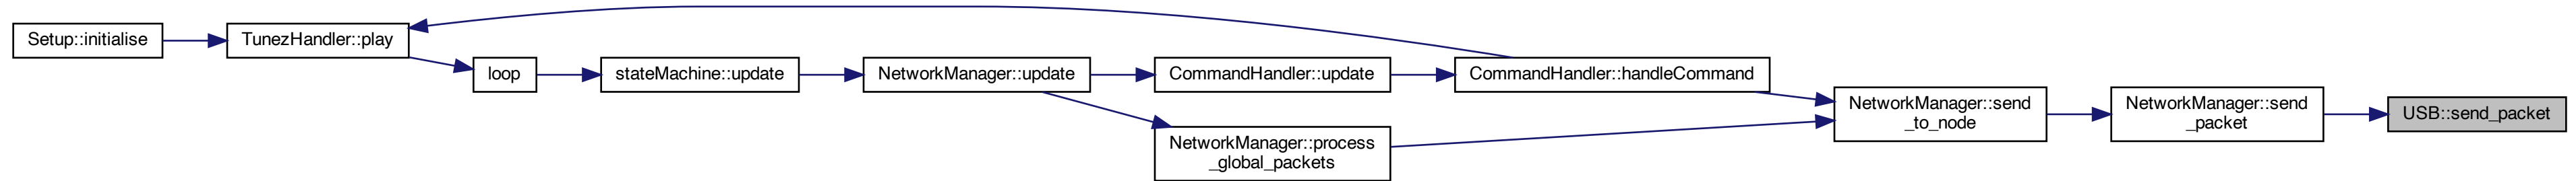 Setup::initialise
TunezHandler::play
loop
stateMachine::update
NetworkManager::update
CommandHandler::update
CommandHandler::handleCommand
NetworkManager::process
_global_packets
NetworkManager::send
_to_node
NetworkManager::send
_packet
USB::send_packet